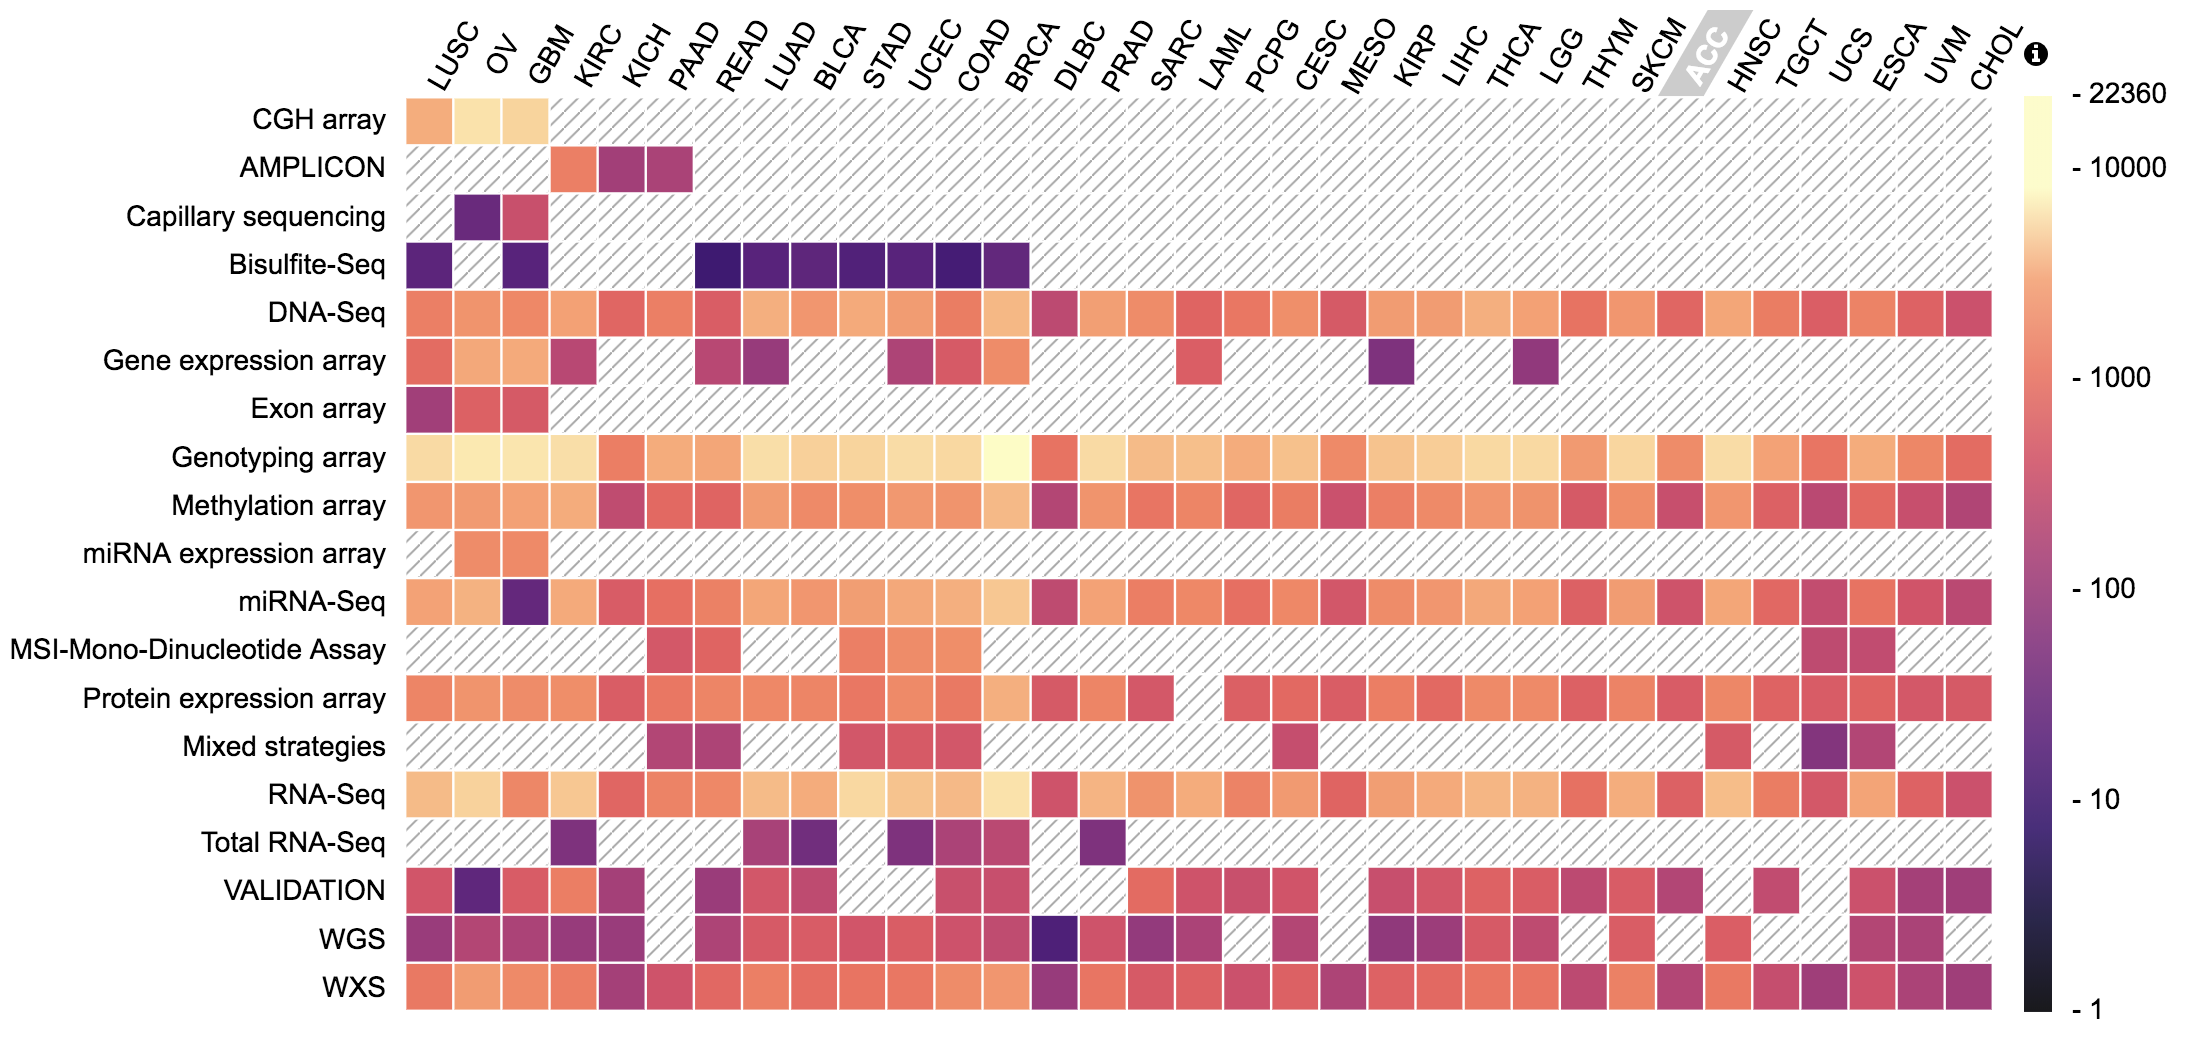 LUSC
OV
GBM
KIRC
KICH
PAAD
READ
LUAD
BLCA
STAD
UCEC
COAD
BRCA
DLBC
PRAD
SARC
LAML
PCPG
CESC
MESO
KIRP
LIHC
THCA
LGG
THYM
SKCM
ACC
HNSC
TGCT
UCS
ESCA
UVM
CHOL
i
CGH array
AMPLICON
Capillary sequencing
Bisulfite-Seq
DNA-Seq
Gene expression array
Exon array
Genotyping array
Methylation array
miRNA expression array
miRNA-Seq
MSI-Mono-Dinucleotide Assay
Protein expression array
Mixed strategies
RNA-Seq
Total RNA-Seq
VALIDATION
WGS
WXS
- 22360
- 10000
- 1000
- 100
- 10
- 1